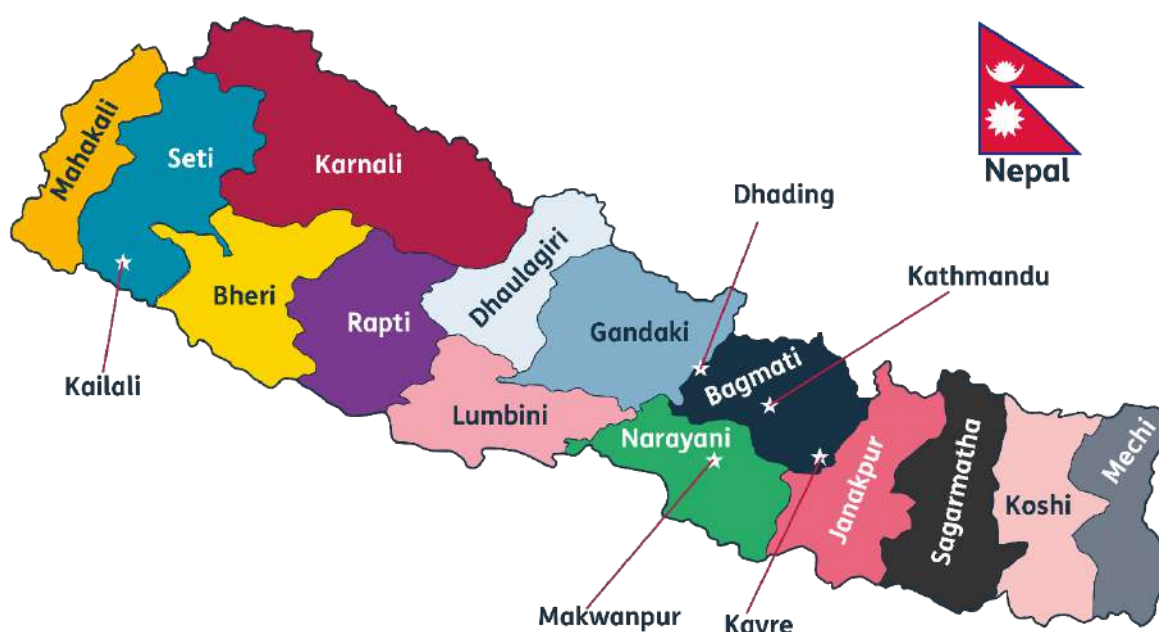 Nepal
Mahakali
Seti
Karnali
Dhading
Dhaulagiri
Kathmandu
Bheri
Rapti
Gandaki
Kailali
Bagmati
Lumbini
Narayani
Janakpur
Sagarmatha
Koshi
Mechi
Makwanpur
Kavre